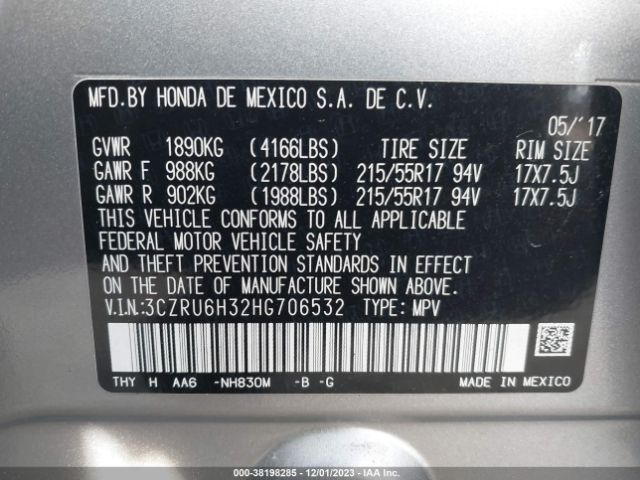 MFD.BY HONDA DE MEXICO S.A. DE C.V.
05/'17
GVWR 1890KG (4166LBS) TIRE SIZE RIM SIZE
GAWR F 988KG (2178LBS) 215/55R17 94V 17X7.5J
GAWR R 902KG (1988LBS) 215/55R17 94V 17X7.5J
THIS VEHICLE CONFORMS TO ALL APPLICABLE
FEDERAL MOTOR VEHICLE SAFETY
AND THEFT PREVENTION STANDARDS IN EFFECT
ON THE DATE OF MANUFACTURE SHOWN ABOVE.
V.I.N.:3CZRU6H32HG706532 TYPE: MPV
THY H AA6 -NH830M -B -G MADE IN MEXICO
000-38198285 - 12/01/2023 - IAA Inc.